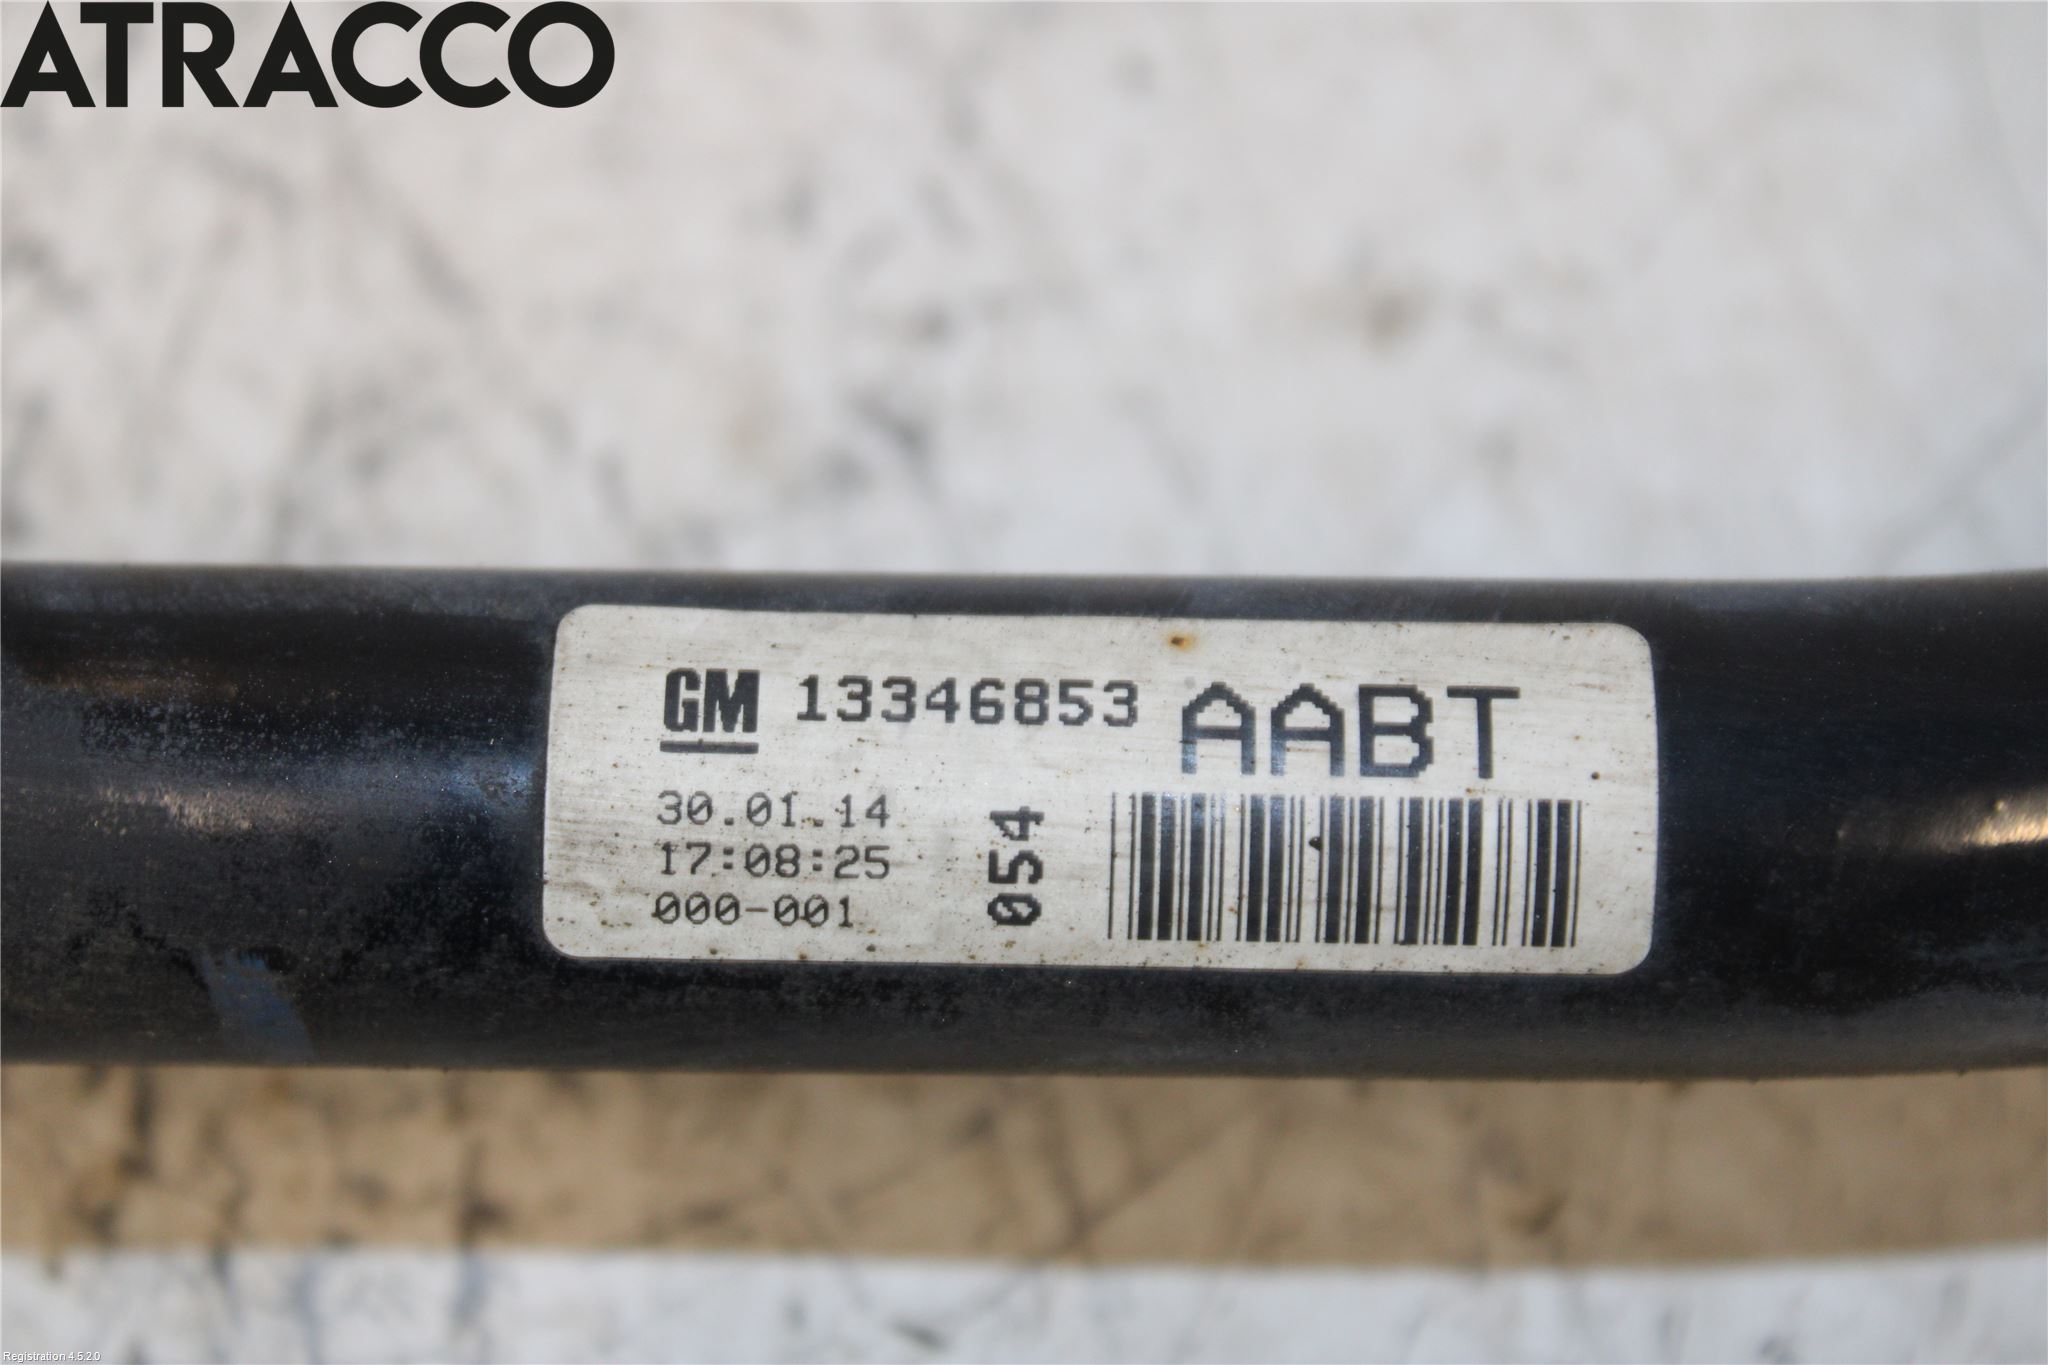 ATRACCO
GM 13346853 AABT
30.01.14
17:08:25
000-001
054
Registration 4.5.2.0